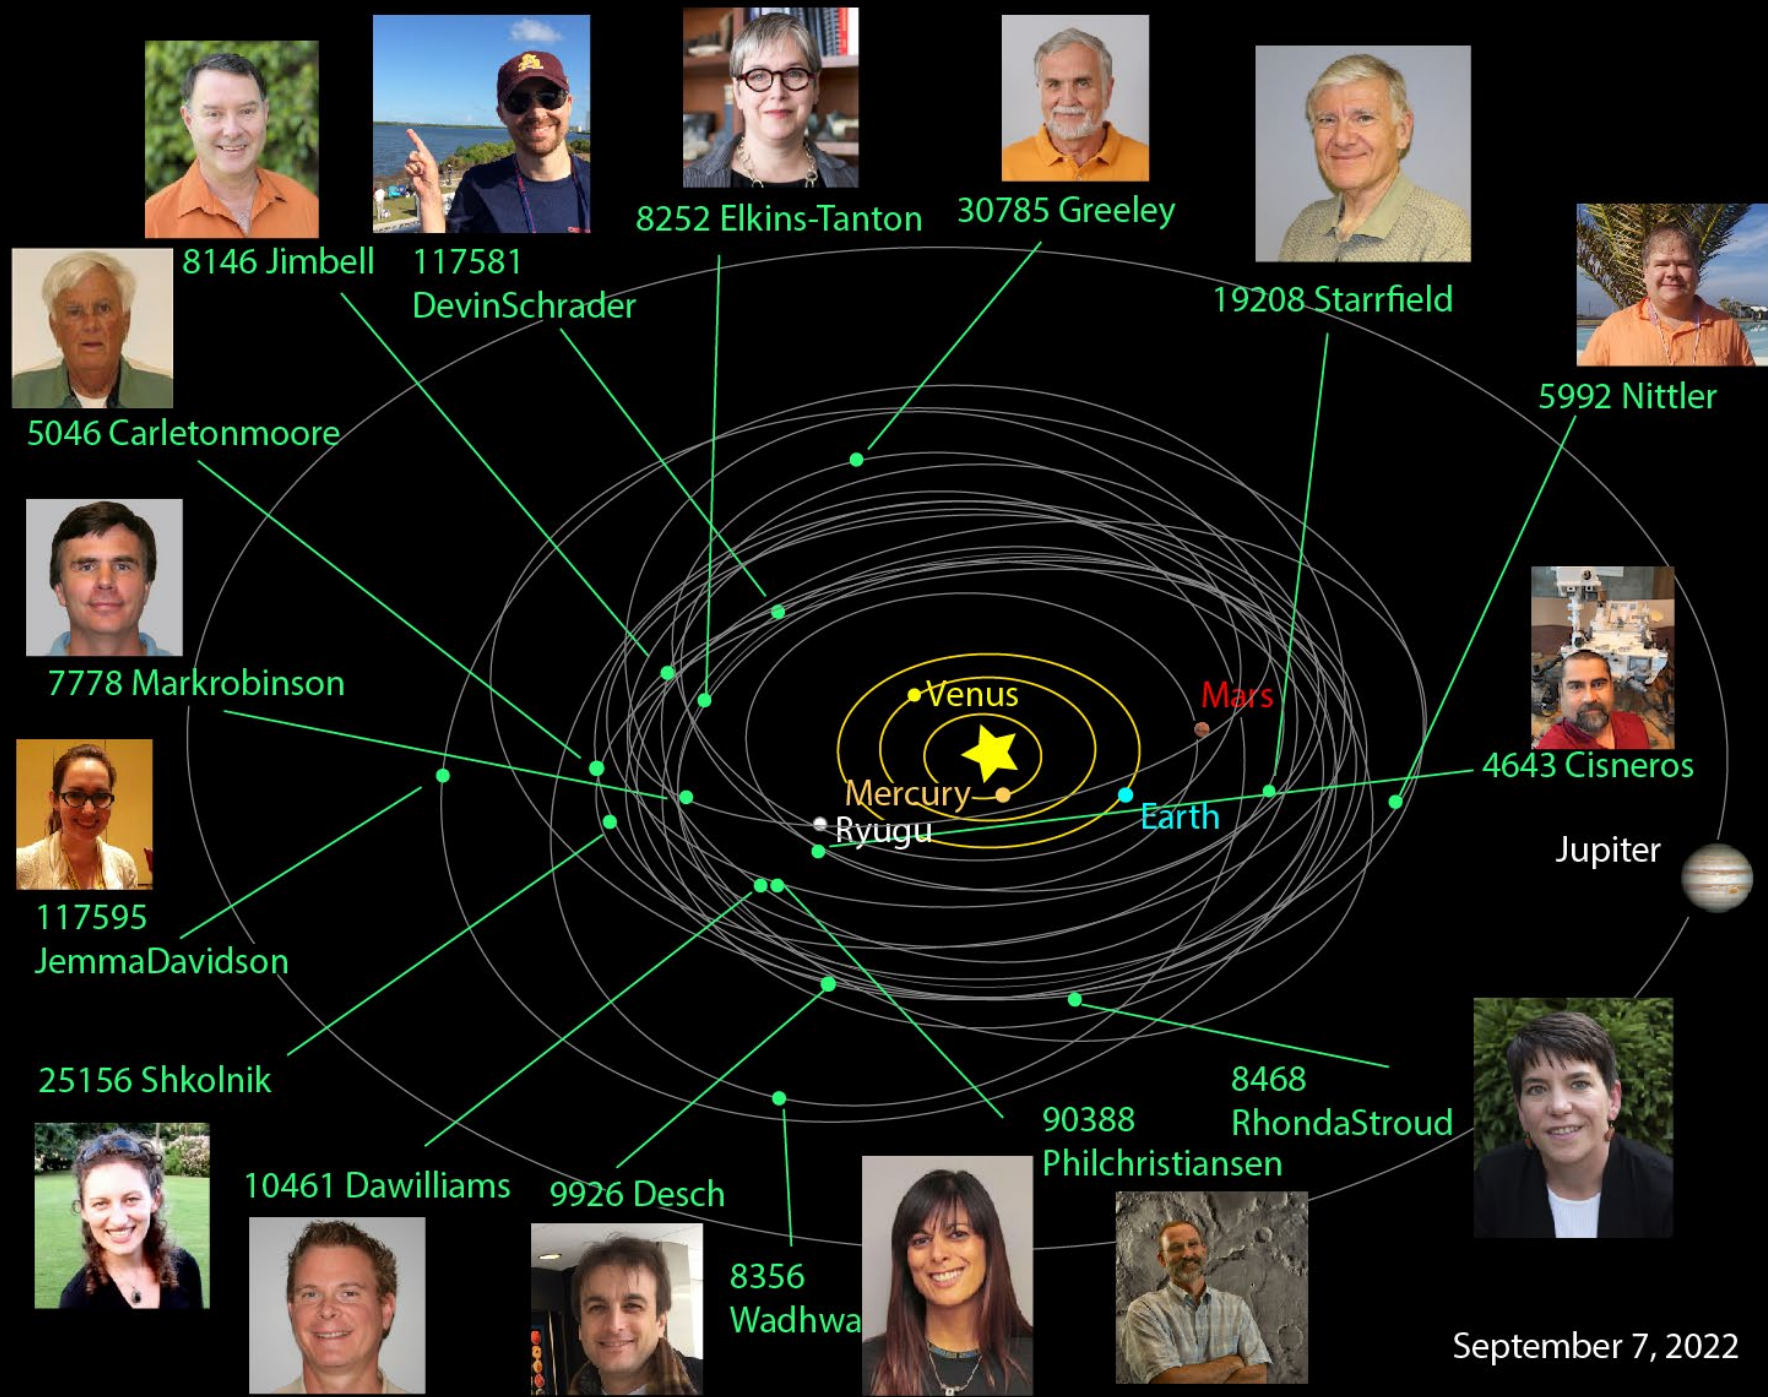 8146 Jimbell
117581
DevinSchrader
8252 Elkins-Tanton
30785 Greeley
19208 Starrfield
5992 Nittler
5046 Carletonmoore
7778 Markrobinson
Venus
Mars
4643 Cisneros
Mercury
Ryugu
Earth
Jupiter
117595
JemmaDavidson
25156 Shkolnik
10461 Dawilliams
9926 Desch
8356
Wadhwa
90388
Philchristiansen
8468
RhondaStroud
September 7, 2022